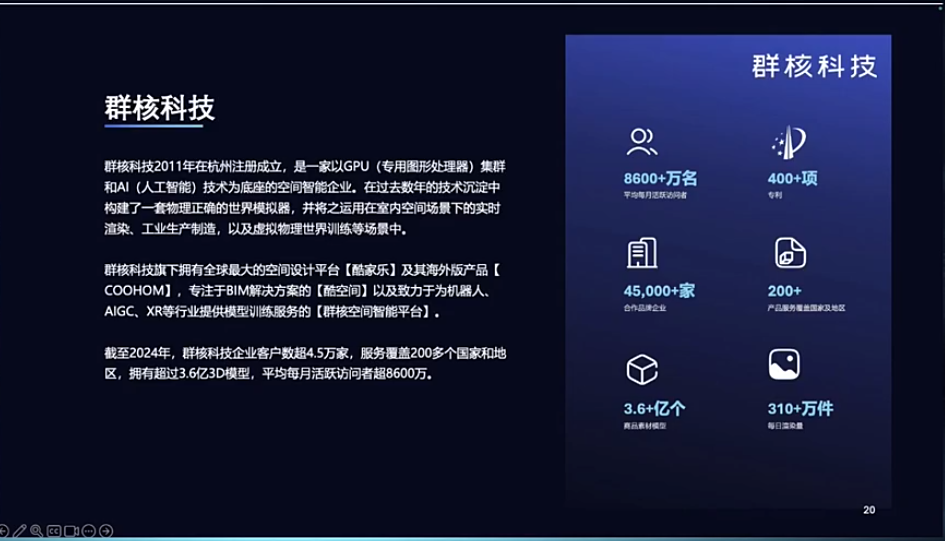 群核科技
群核科技2011年在杭州注册成立，是一家以GPU（专用图形处理器）集群
和AI（人工智能）技术为底座的空间智能企业。在过去数年的技术沉淀中
构建了一套物理正确的世界模拟器，并将之运用在室内空间场景下的实时
渲染、工业生产制造，以及虚拟物理世界训练等场景中。
群核科技旗下拥有全球最大的空间设计平台【酷家乐】及其海外版产品【
COOHOM】，专注于BIM解决方案的【酷空间】以及致力于为机器人、
AIGC、XR等行业提供模型训练服务的【群核空间智能平台】。
截至2024年，群核科技企业客户数超4.5万家，服务覆盖200多个国家和地
区，拥有超过3.6亿3D模型，平均每月活跃访问者超8600万。
群核科技
8600+万名
平均每月活跃访问者
400+项
专利
45,000+家
合作品牌企业
200+
产品服务覆盖国家及地区
3.6+亿个
商品素材模型
310+万件
每日渲染量
20
CC